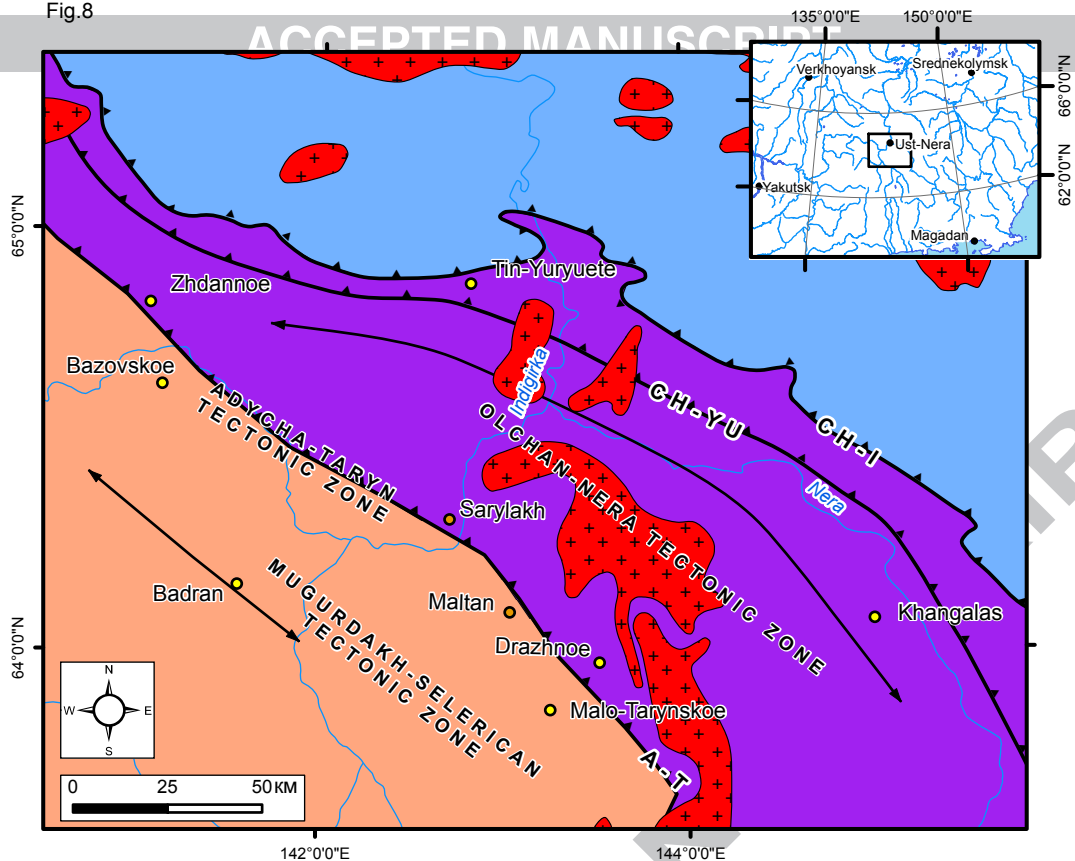 Fig.8
ACCEPTED MANUSCRIPT
135°0'0"E
150°0'0"E
Verkhoyansk
Srednekolymsk
66°0'0"N
Ust-Nera
Yakutsk
62°0'0"N
Magadan
65°0'0"N
Zhdannoe
Tin-Yuryuete
Bazovskoe
Indigirka
CH-YU
CH-I
ADYCHA-TARYN
TECTONIC ZONE
OLCHAN-NERA TECTONIC ZONE
Nera
Sarylakh
Badran
Maltan
Khangalas
MUGURDAKH-SELERICAN
TECTONIC ZONE
Drazhnoe
64°0'0"N
Malo-Tarynskoe
A-T
N
W
E
S
0
25
50 KM
142°0'0"E
144°0'0"E